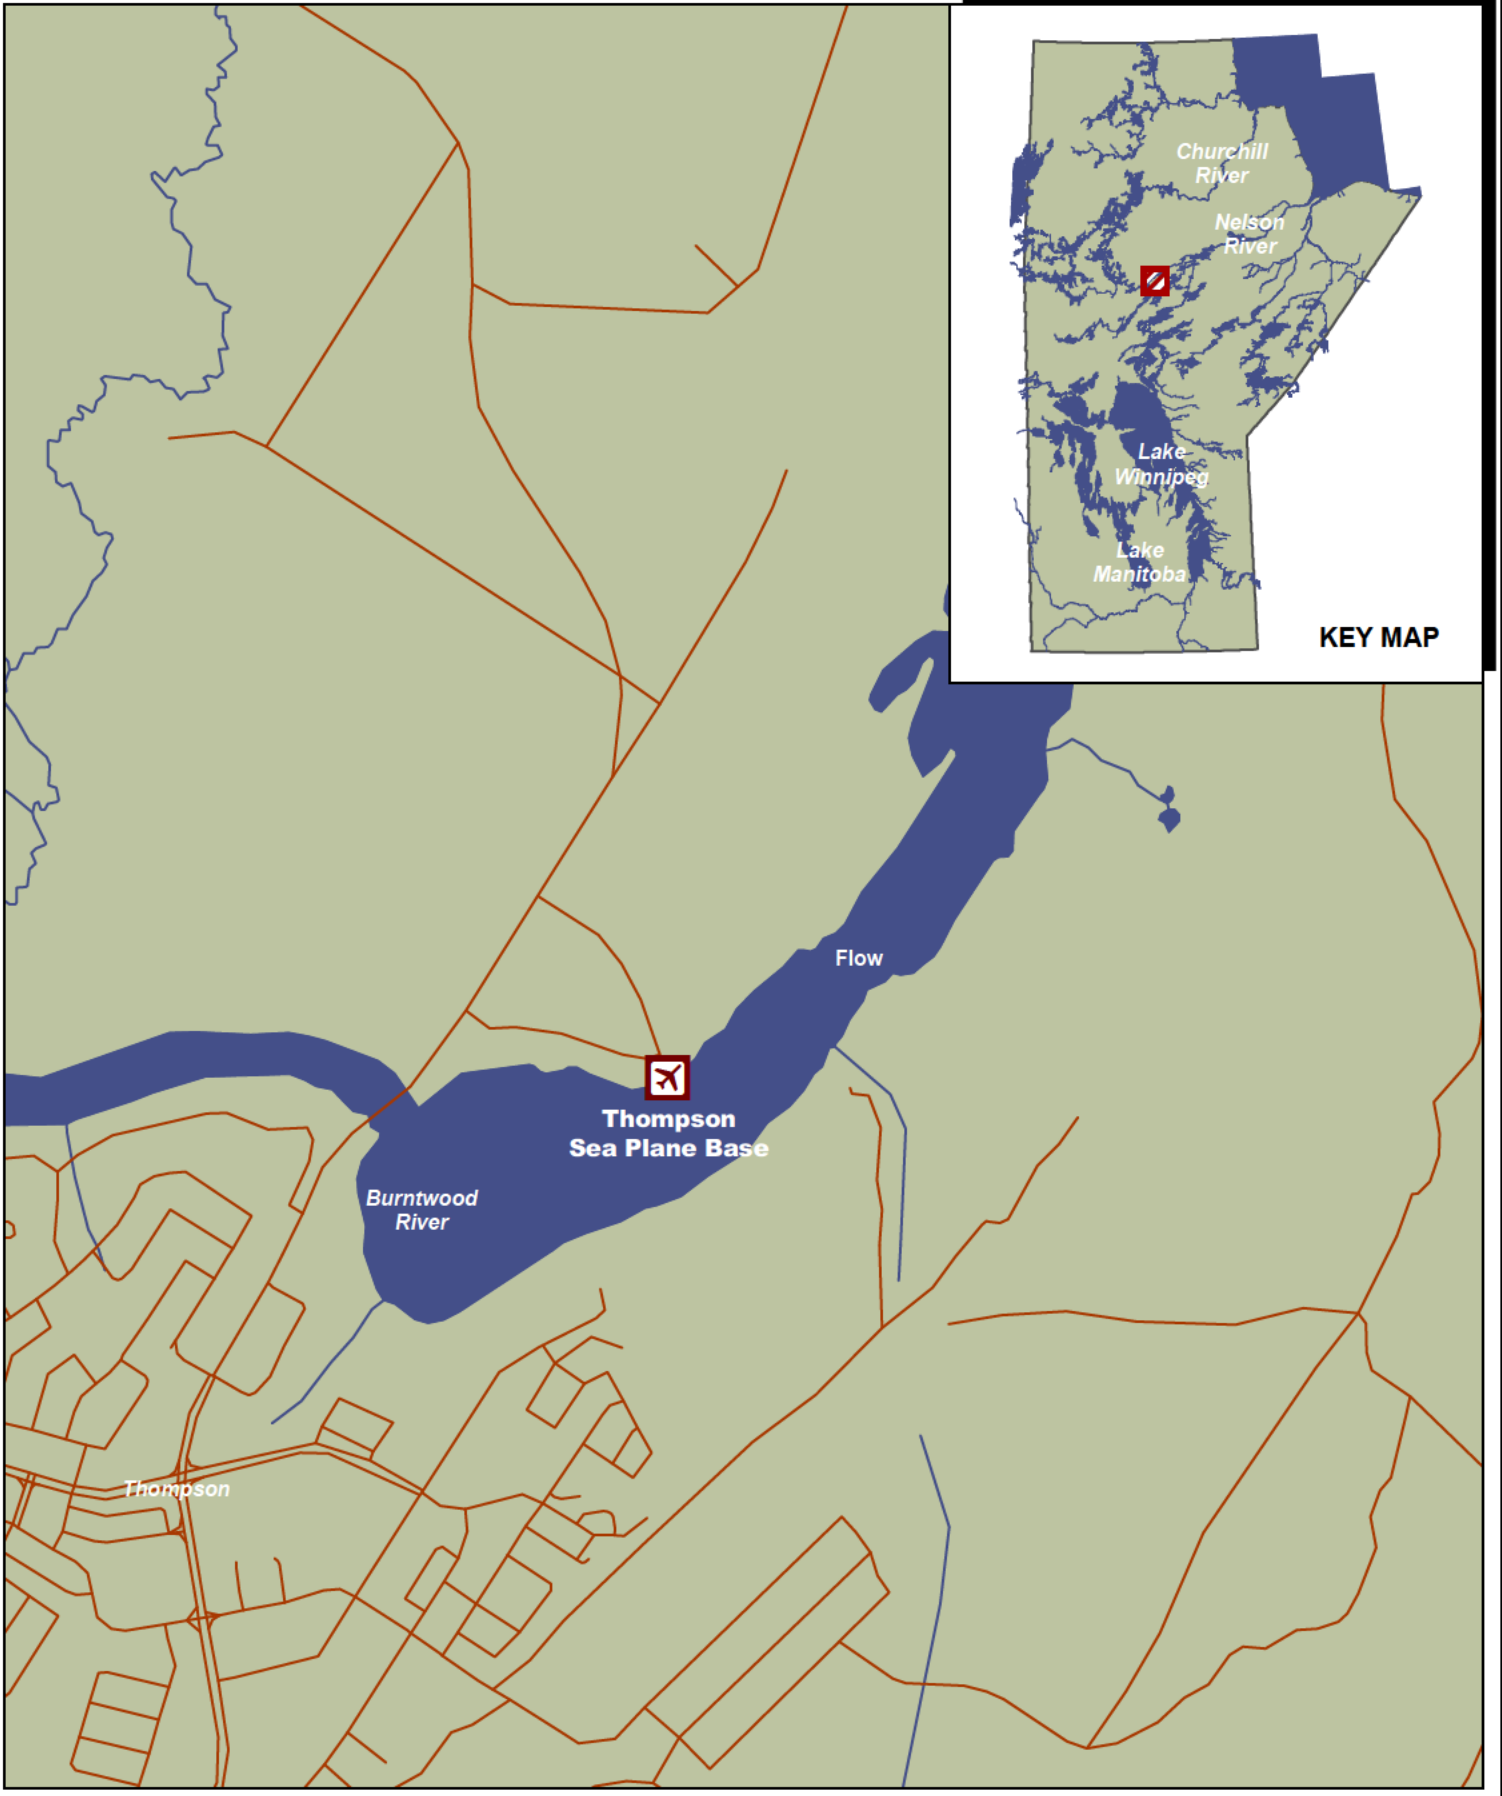 Churchill
River
Nelson
River
Lake
Winnipeg
Lake
Manitoba
KEY MAP
Flow
Thompson
Sea Plane Base
Burntwood
River
Thompson